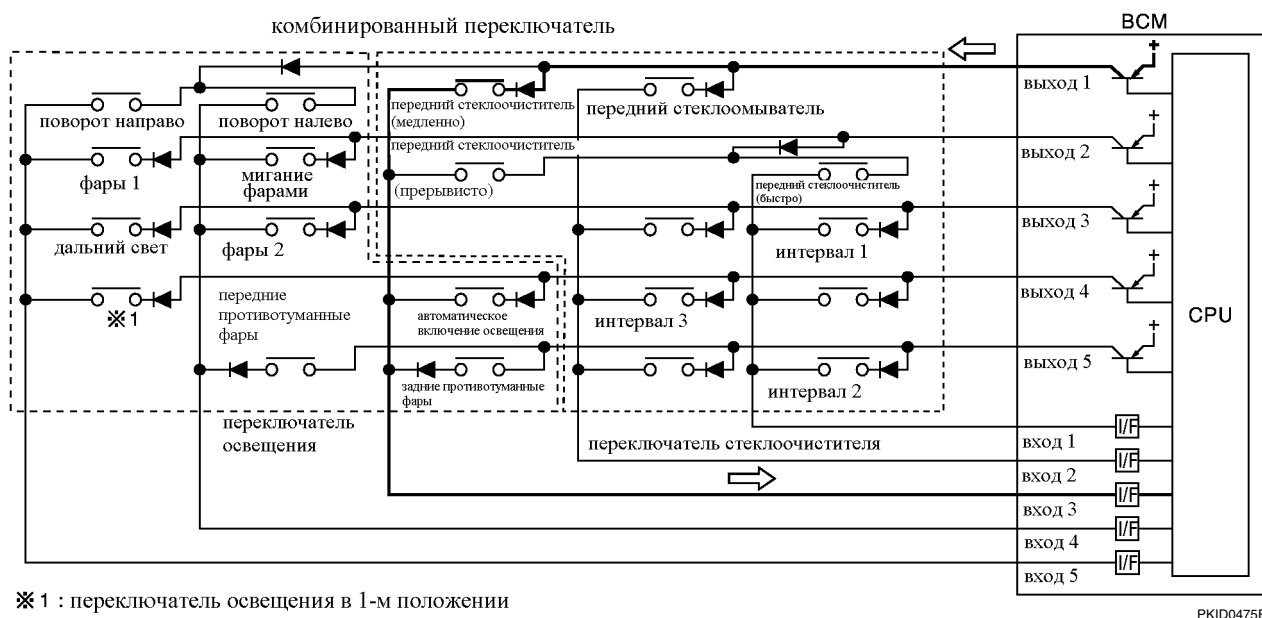 комбинированный переключатель
BCM
выход 1
передний стеклоочиститель
(медленно)
передний стеклоомыватель
поворот направо
поворот налево
передний стеклоочиститель
выход 2
фары 1
мигание
фарами
(прерывисто)
передний стеклоочиститель
(быстро)
выход 3
дальний свет
фары 2
интервал 1
выход 4
CPU
※1
передние
противотуманные
фары
автоматическое
включение освещения
интервал 3
выход 5
задние противотуманные
фары
интервал 2
переключатель
освещения
переключатель стеклоочистителя
вход 1
I/F
вход 2
I/F
вход 3
I/F
вход 4
I/F
вход 5
I/F
※1 : переключатель освещения в 1-м положении
PKID0475E